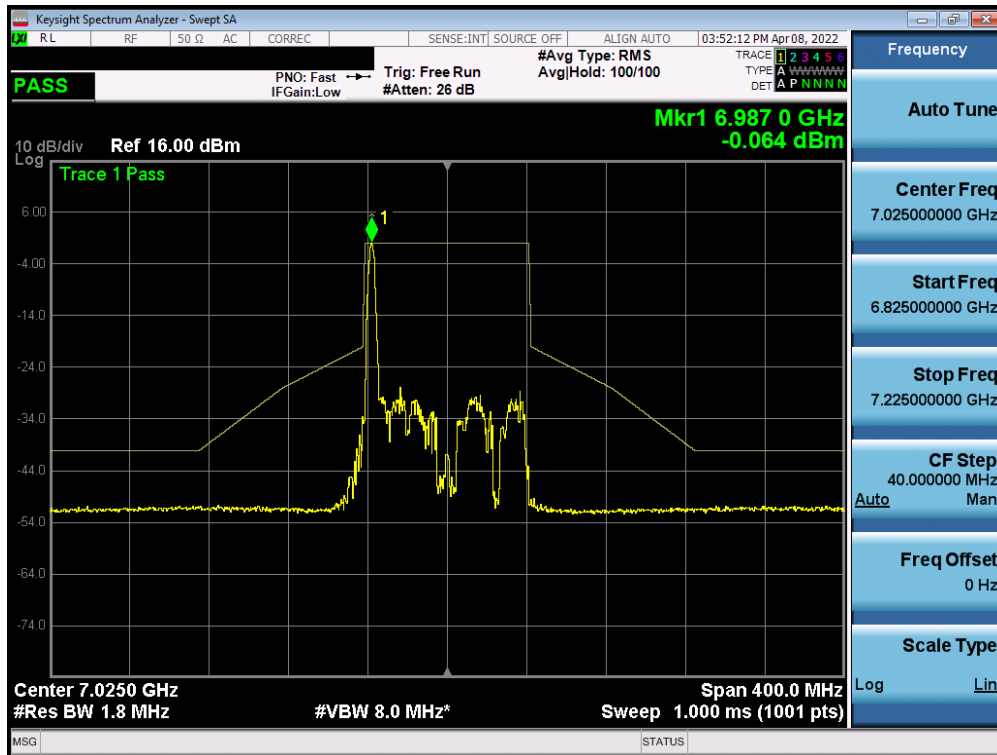 Keysight Spectrum Analyzer - Swept SA
LXI RL RF 50 Ω AC CORREC SENSE:INT SOURCE OFF ALIGN AUTO 03:52:12 PM Apr 08, 2022
PASS
PNO: Fast
IFGain:Low
Trig: Free Run
#Atten: 26 dB
#Avg Type: RMS
Avg|Hold: 100/100
TRACE 1 2 3 4 5 6
TYPE A WWWWW
DET A P N N N N
Mkr1 6.987 0 GHz
-0.064 dBm
10 dB/div Ref 16.00 dBm
Log
Trace 1 Pass
1
6.00
-4.00
-14.0
-24.0
-34.0
-44.0
-54.0
-64.0
-74.0
Center 7.0250 GHz Span 400.0 MHz
#Res BW 1.8 MHz #VBW 8.0 MHz* Sweep 1.000 ms (1001 pts)
MSG STATUS
Frequency
Auto Tune
Center Freq
7.025000000 GHz
Start Freq
6.825000000 GHz
Stop Freq
7.225000000 GHz
CF Step
40.000000 MHz
Auto Man
Freq Offset
0 Hz
Scale Type
Log Lin